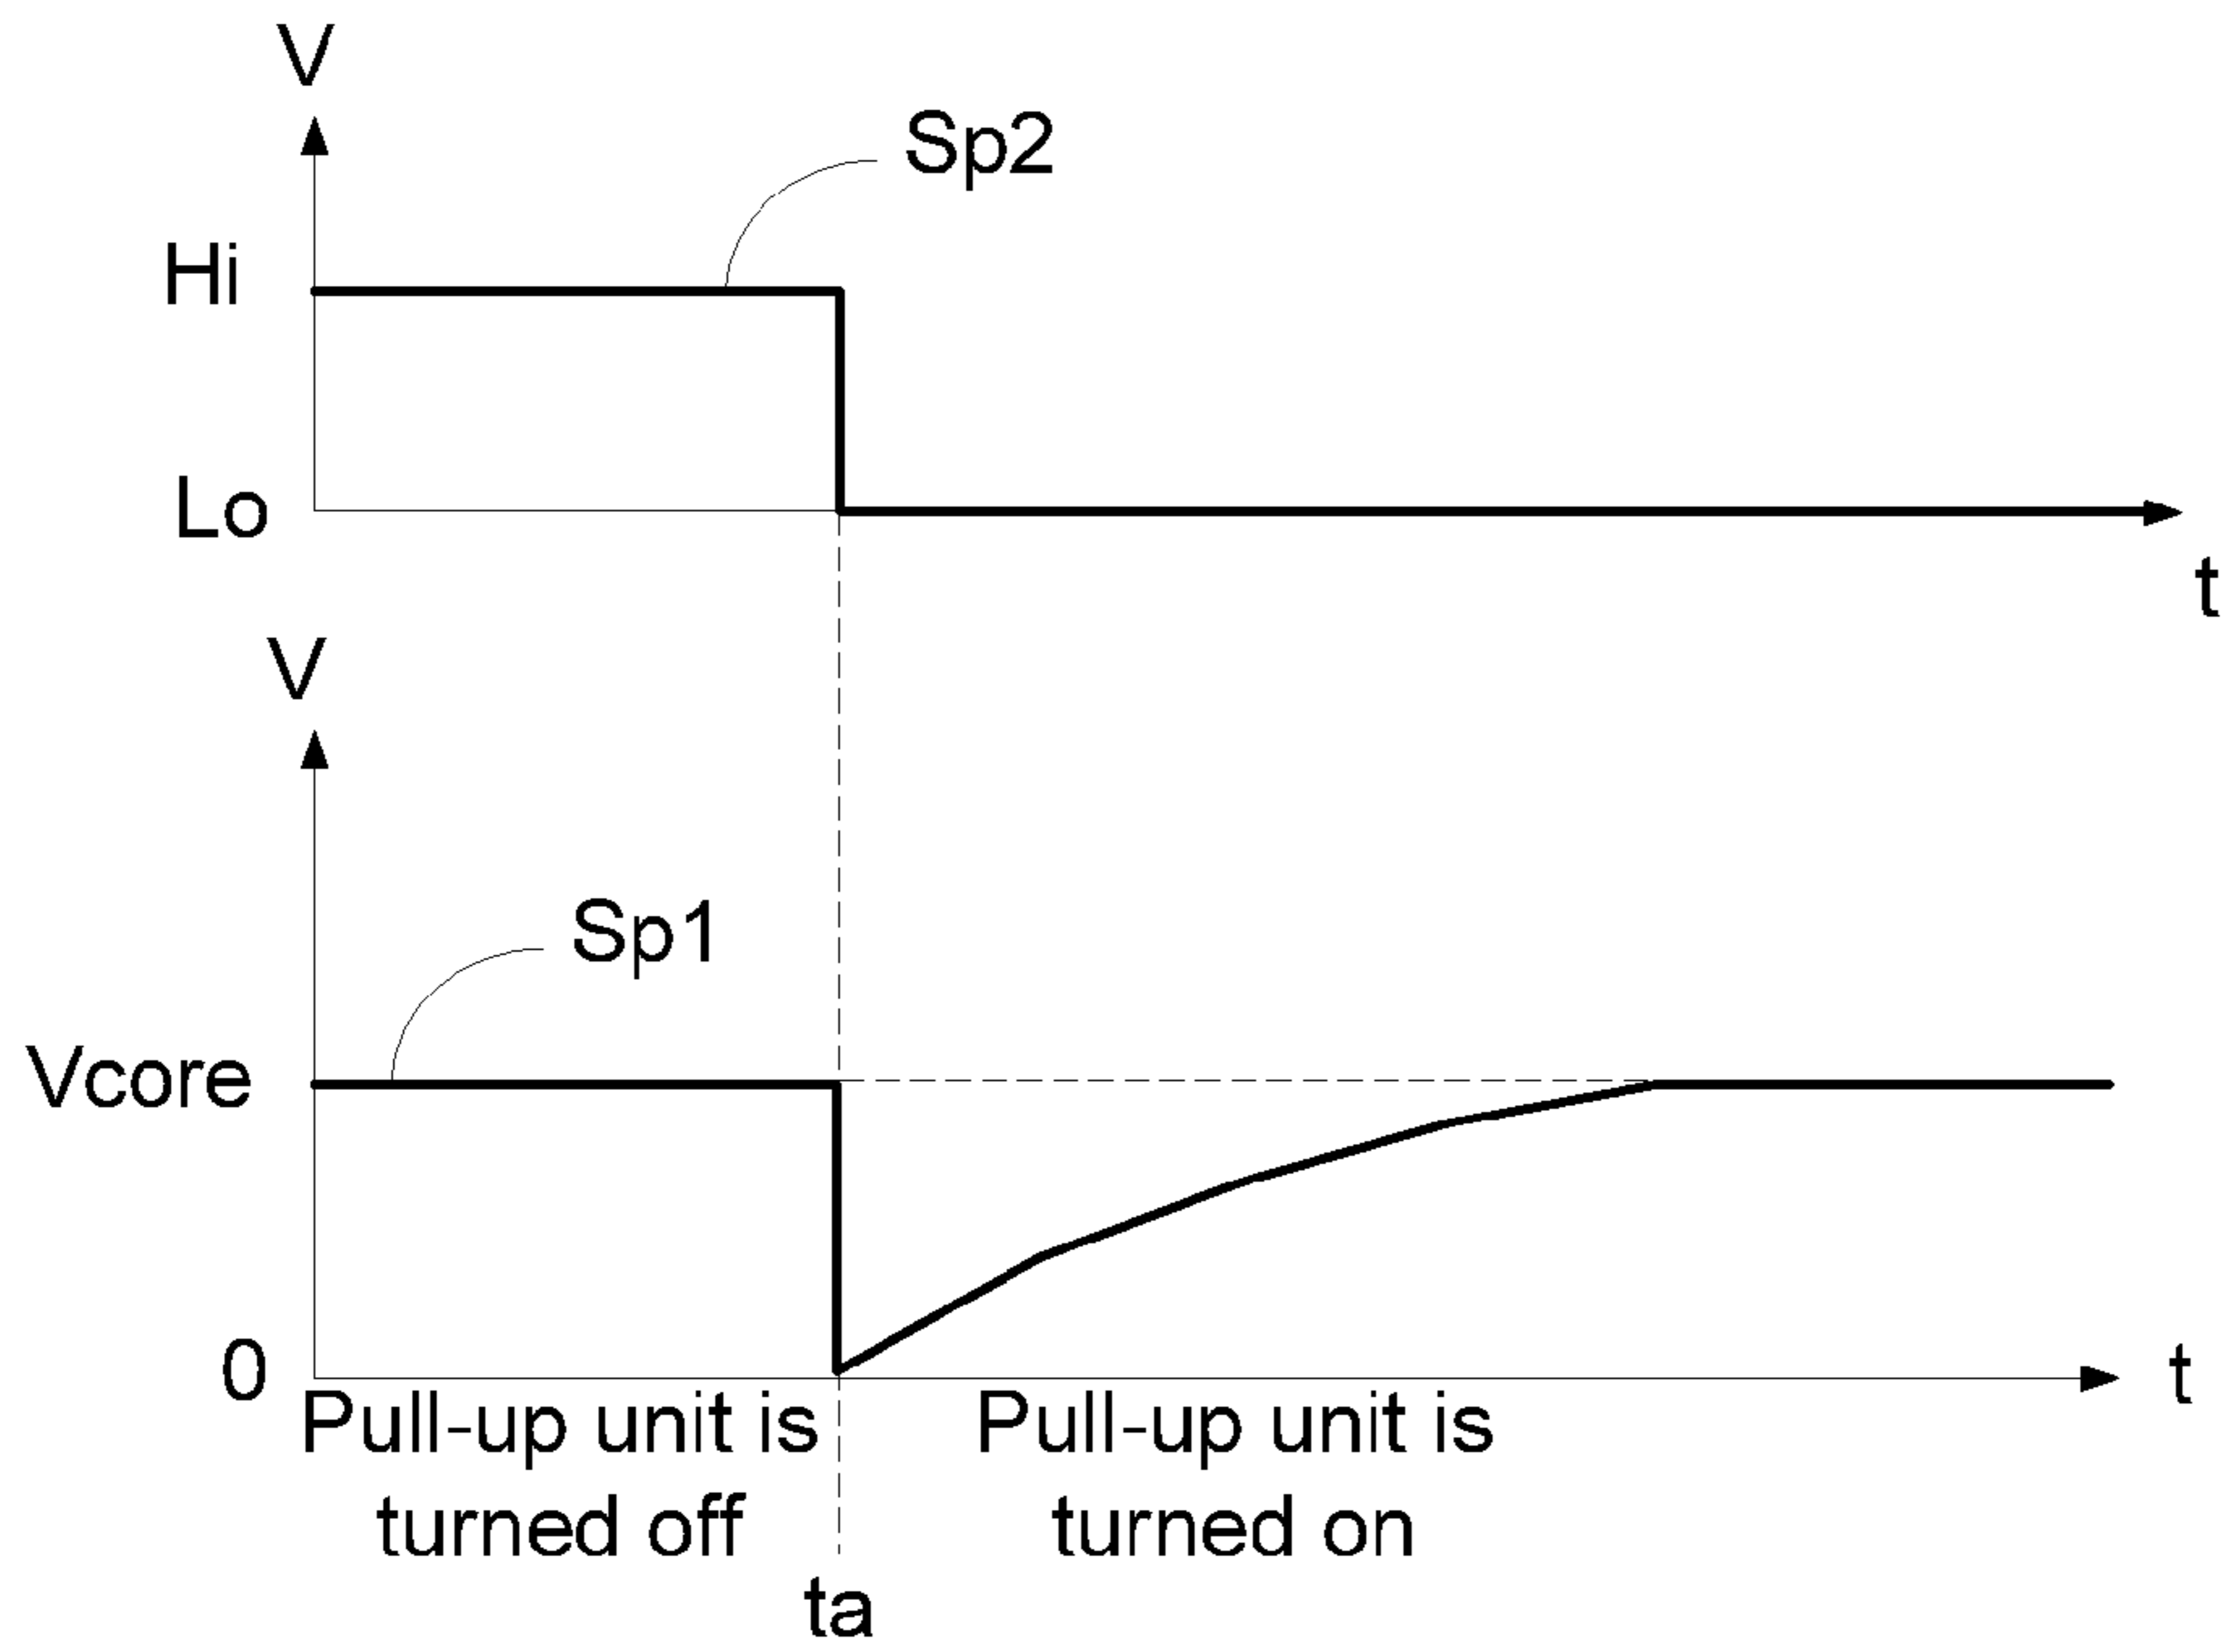 V
Sp2
Hi
Lo
t
V
Sp1
Vcore
0
t
Pull-up unit is
turned off
Pull-up unit is
turned on
ta